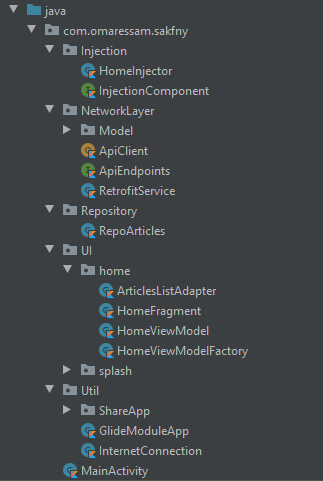 java
com.omaressam.sakfny
Injection
HomeInjector
InjectionComponent
NetworkLayer
Model
ApiClient
ApiEndpoints
RetrofitService
Repository
RepoArticles
UI
home
ArticlesListAdapter
HomeFragment
HomeViewModel
HomeViewModelFactory
splash
Util
ShareApp
GlideModuleApp
InternetConnection
MainActivity